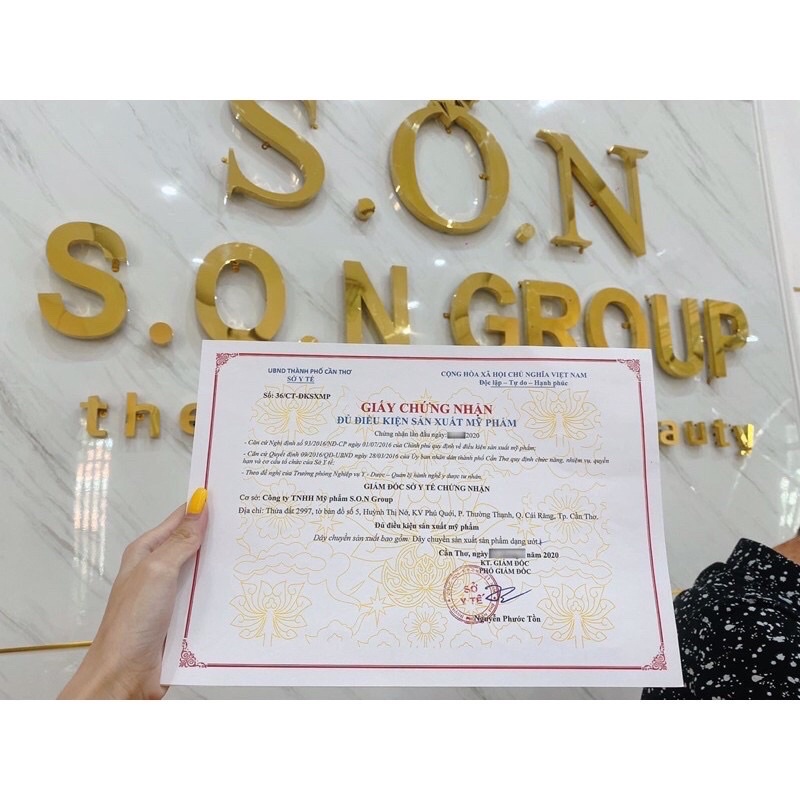 S.O.N
S.O.N GROUP
the
auty
UBND THÀNH PHỐ CẦN THƠ
SỞ Y TẾ
CỘNG HÒA XÃ HỘI CHỦ NGHĨA VIỆT NAM
Độc lập – Tự do – Hạnh phúc
Số: 36/CT-ĐKSXMP
GIẤY CHỨNG NHẬN
ĐỦ ĐIỀU KIỆN SẢN XUẤT MỸ PHẨM
Chứng nhận lần đầu ngày: 2020
- Căn cứ Nghị định số 93/2016/NĐ-CP ngày 01/07/2016 của Chính phủ quy định về điều kiện sản xuất mỹ phẩm;
- Căn cứ Quyết định 09/2016/QĐ-UBND ngày 28/03/2016 của Ủy ban nhân dân thành phố Cần Thơ quy định chức năng, nhiệm vụ, quyền
hạn và cơ cấu tổ chức của Sở Y tế;
- Theo đề nghị của Trưởng phòng Nghiệp vụ Y - Dược – Quản lý hành nghề y dược tư nhân.
GIÁM ĐỐC SỞ Y TẾ CHỨNG NHẬN
Cơ sở: Công ty TNHH Mỹ phẩm S.O.N Group
Địa chỉ: Thửa đất 2997, tờ bản đồ số 5, Huỳnh Thị Nở, KV Phú Quới, P. Thường Thạnh, Q. Cái Răng, Tp. Cần Thơ.
Đủ điều kiện sản xuất mỹ phẩm
Dây chuyền sản xuất bao gồm: Dây chuyền sản xuất sản phẩm dạng ướt.
Cần Thơ, ngày năm 2020
KT. GIÁM ĐỐC
PHÓ GIÁM ĐỐC
SỞ
Y TẾ
Nguyễn Phước Tồn